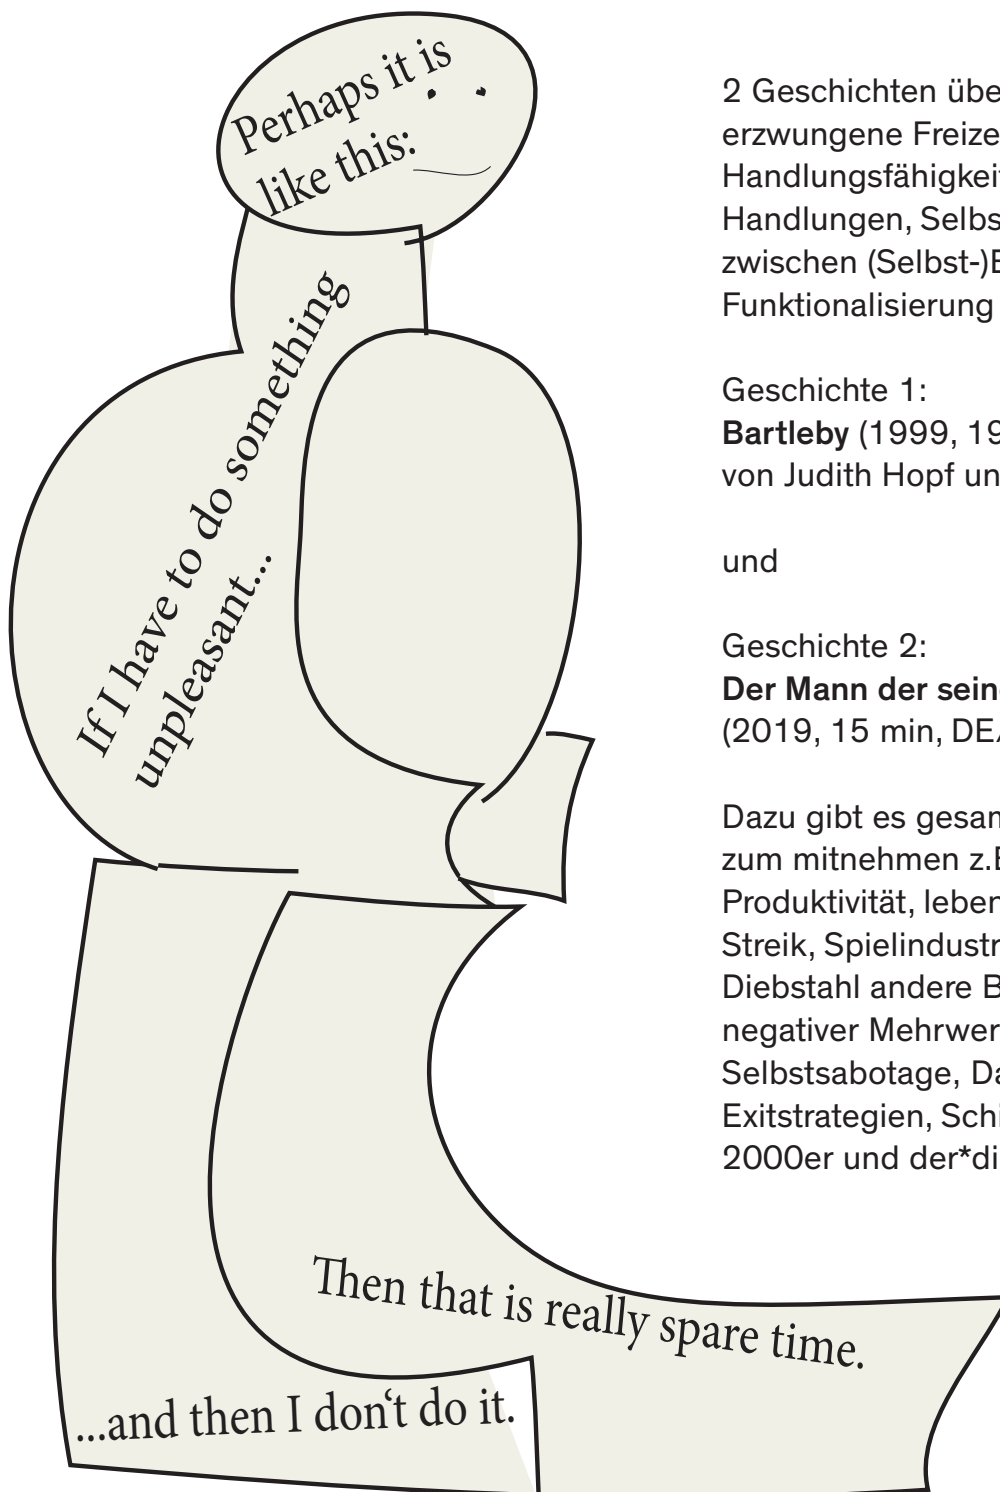 Perhaps it is
like this:
If I have to do something
unpleasant...
...and then I don‘t do it.
Then that is really spare time.
2 Geschichten übe
erzwungene Freize
Handlungsfähigkeit
Handlungen, Selbs
zwischen (Selbst-)E
Funktionalisierung
Geschichte 1:
Bartleby (1999, 19
von Judith Hopf un
und
Geschichte 2:
Der Mann der sein
(2019, 15 min, DE
Dazu gibt es gesam
zum mitnehmen z.B
Produktivität, leben
Streik, Spielindustr
Diebstahl andere B
negativer Mehrwer
Selbstsabotage, Da
Exitstrategien, Schi
2000er und der*di